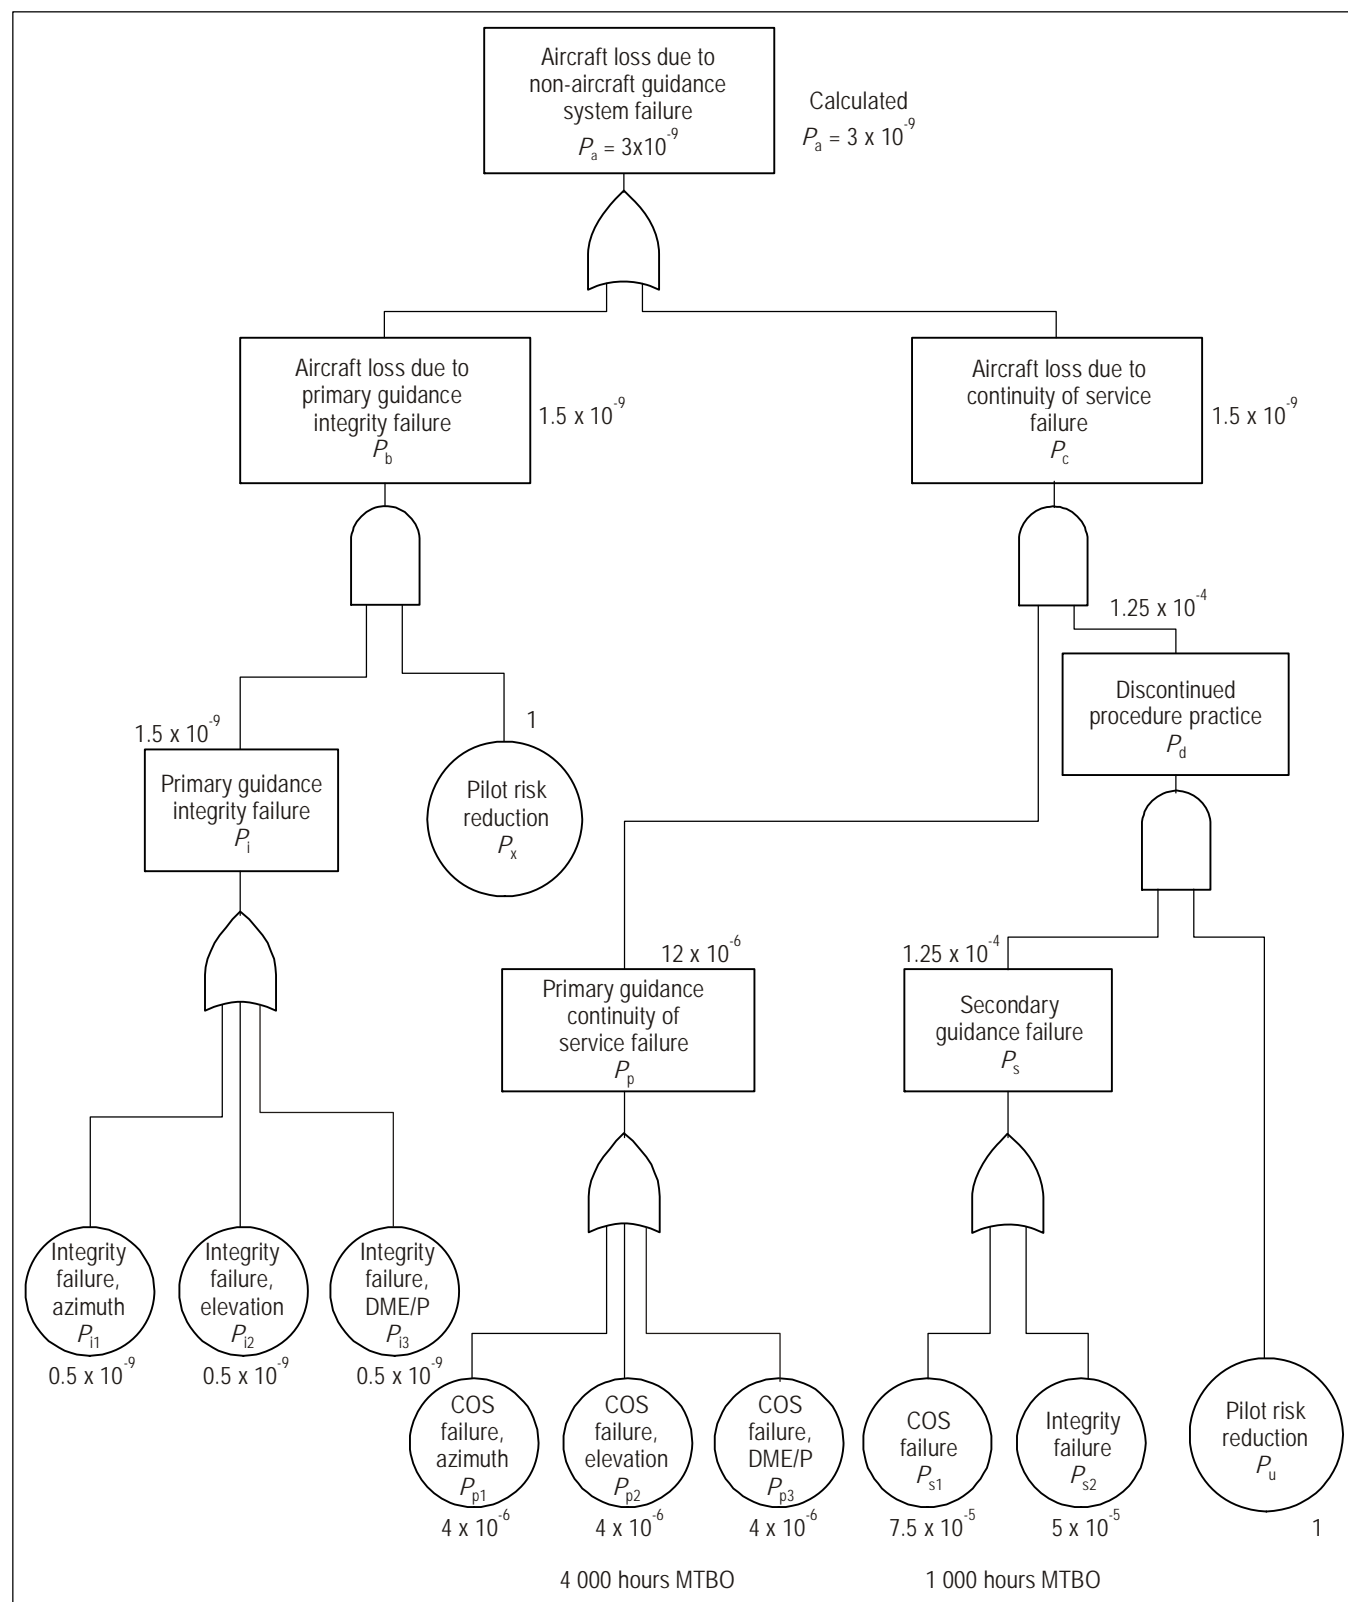 Aircraft loss due to
non-aircraft guidance
system failure
Pa = 3x10-9
Calculated
Pa = 3 x 10-9
Aircraft loss due to
primary guidance
integrity failure
Pb
1.5 x 10-9
Aircraft loss due to
continuity of service
failure
Pc
1.5 x 10-9
1.25 x 10-4
Discontinued
procedure practice
Pd
1.5 x 10-9
Primary guidance
integrity failure
Pi
1
Pilot risk
reduction
Px
12 x 10-6
Primary guidance
continuity of
service failure
Pp
1.25 x 10-4
Secondary
guidance failure
Ps
Integrity
failure,
azimuth
Pi1
0.5 x 10-9
Integrity
failure,
elevation
Pi2
0.5 x 10-9
Integrity
failure,
DME/P
Pi3
0.5 x 10-9
COS
failure,
azimuth
Pp1
4 x 10-6
COS
failure,
elevation
Pp2
4 x 10-6
COS
failure,
DME/P
Pp3
4 x 10-6
COS
failure
Ps1
7.5 x 10-5
Integrity
failure
Ps2
5 x 10-5
Pilot risk
reduction
Pu
1
4 000 hours MTBO
1 000 hours MTBO